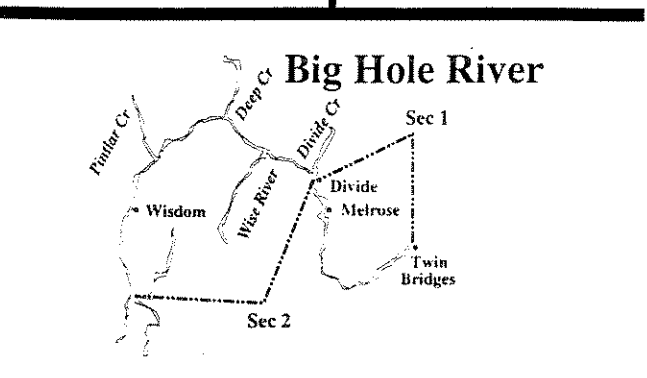 Big Hole River
Deep Cr
Pintlar Cr
Divide Cr
Sec 1
Divide
Wisdom
Wise River
Melrose
Twin
Bridges
Sec 2